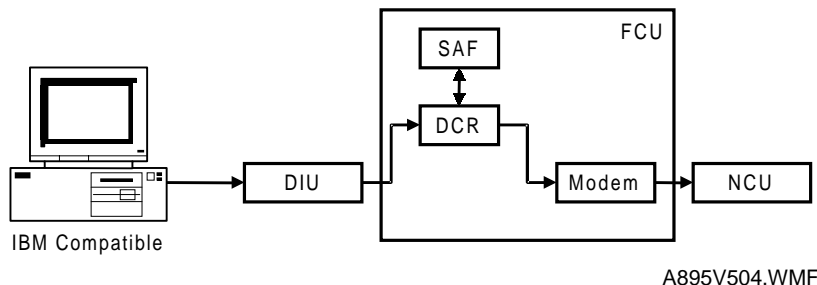 FCU
SAF
DCR
DIU
Modem
NCU
IBM Compatible
A895V504.WMF